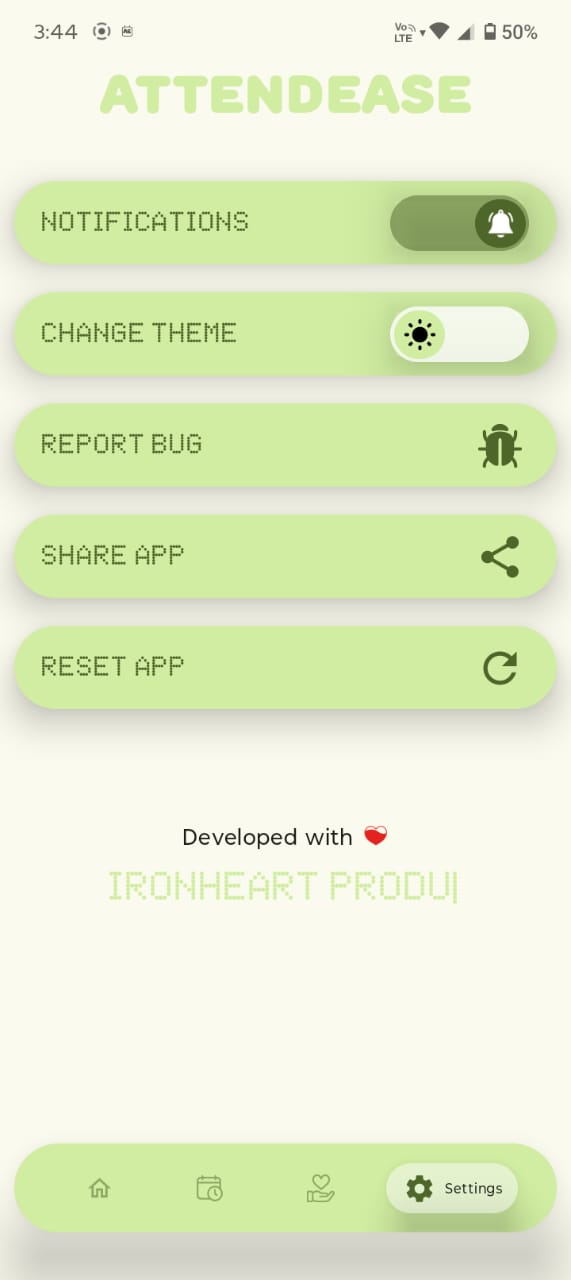 3:44 Vo LTE 50%
ATTENDEASE
NOTIFICATIONS
CHANGE THEME
REPORT BUG
SHARE APP
RESET APP
Developed with ❤
IRONHEART PRODU|
Settings